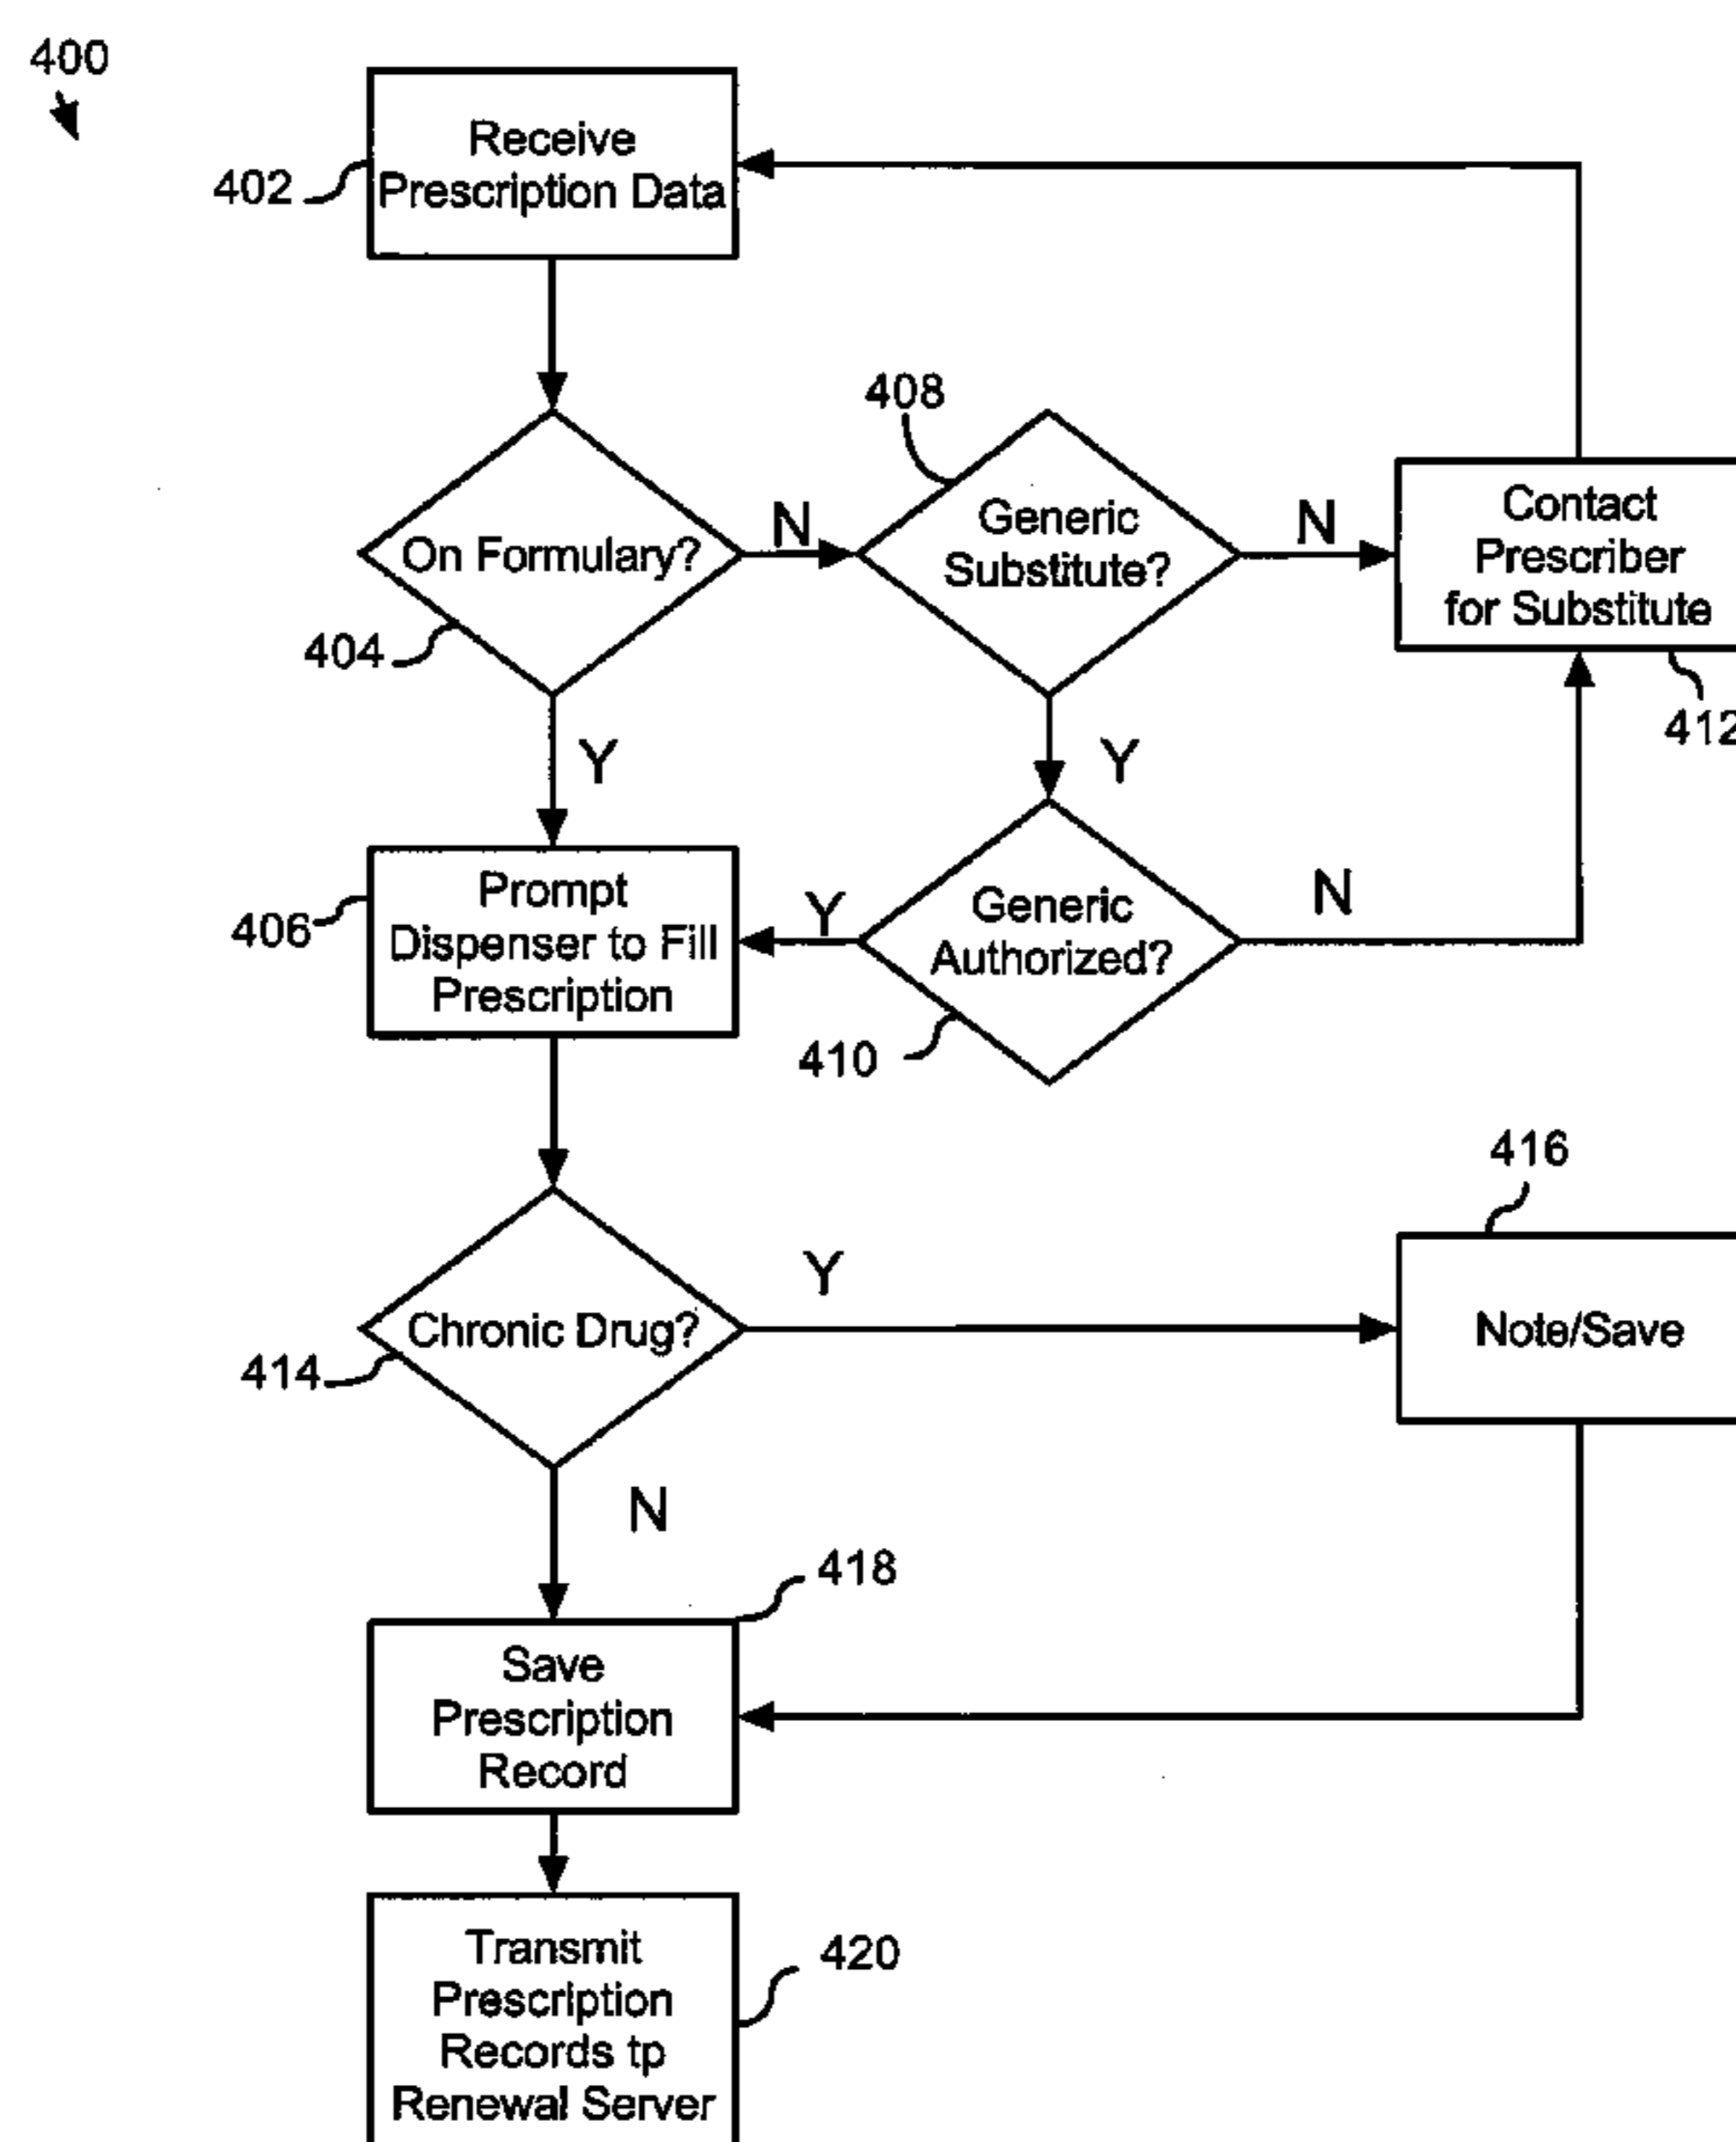 400
Receive
Prescription Data
402
408
On Formulary?
N
Generic
Substitute?
N
Contact
Prescriber
for Substitute
404
412
Y
Y
Prompt
Dispenser to Fill
Prescription
406
Y
Generic
Authorized?
N
410
416
Chronic Drug?
Y
Note/Save
414
N
418
Save
Prescription
Record
Transmit
Prescription
Records tp
Renewal Server
420